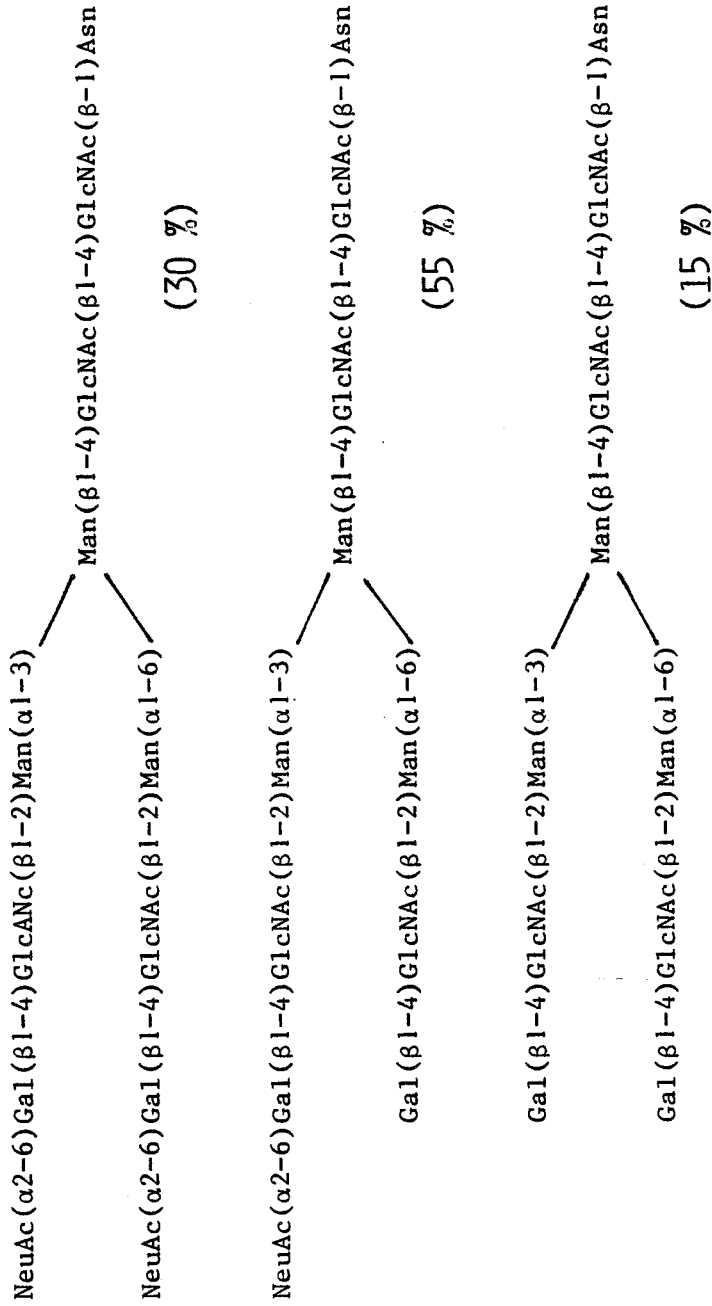 NeuAc(α2-6)Gal(β1-4)GlcANc(β1-2)Man(α1-3)
Man(β1-4)GlcNAc(β1-4)GlcNAc(β-1)Asn
NeuAc(α2-6)Gal(β1-4)GlcNAc(β1-2)Man(α1-6)
(30 %)
NeuAc(α2-6)Gal(β1-4)GlcNAc(β1-2)Man(α1-3)
Man(β1-4)GlcNAc(β1-4)GlcNAc(β-1)Asn
Gal(β1-4)GlcNAc(β1-2)Man(α1-6)
(55 %)
Gal(β1-4)GlcNAc(β1-2)Man(α1-3)
Man(β1-4)GlcNAc(β1-4)GlcNAc(β-1)Asn
Gal(β1-4)GlcNAc(β1-2)Man(α1-6)
(15 %)